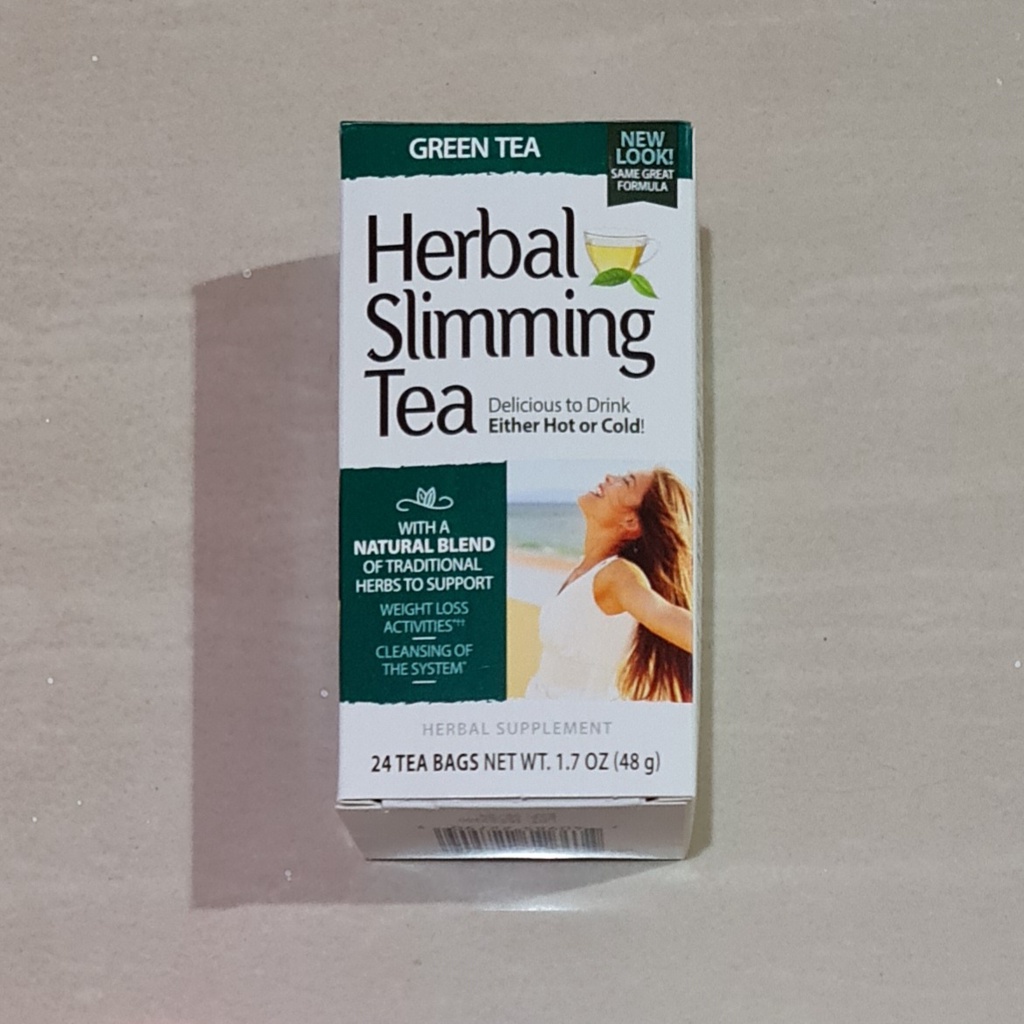 GREEN TEA
NEW
LOOK!
SAME GREAT
FORMULA
Herbal
Slimming
Tea
Delicious to Drink
Either Hot or Cold!
WITH A
NATURAL BLEND
OF TRADITIONAL
HERBS TO SUPPORT
WEIGHT LOSS
ACTIVITIES*††
CLEANSING OF
THE SYSTEM*
HERBAL SUPPLEMENT
24 TEA BAGS NET WT. 1.7 OZ (48 g)